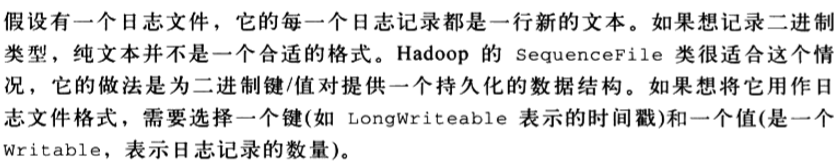 假设有一个日志文件，它的每一个日志记录都是一行新的文本。如果想记录二进制
类型，纯文本并不是一个合适的格式。Hadoop 的 SequenceFile 类很适合这个情
况，它的做法是为二进制键/值对提供一个持久化的数据结构。如果想将它用作日
志文件格式，需要选择一个键(如 LongWriteable 表示的时间戳)和一个值(是一个
Writable，表示日志记录的数量)。